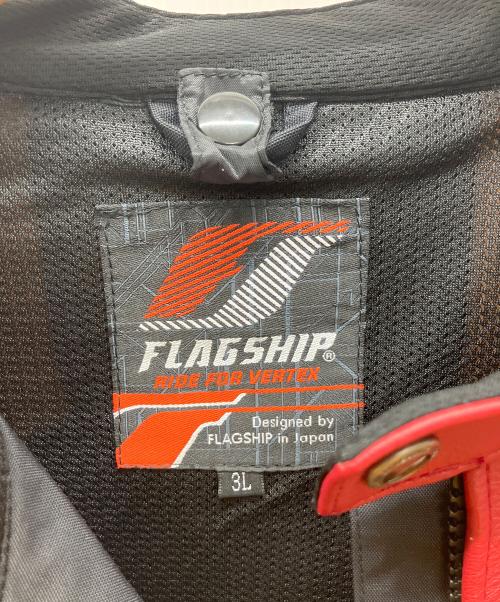 FLAGSHIP®
RIDE FOR VERTEX
Designed by
FLAGSHIP in Japan
3L